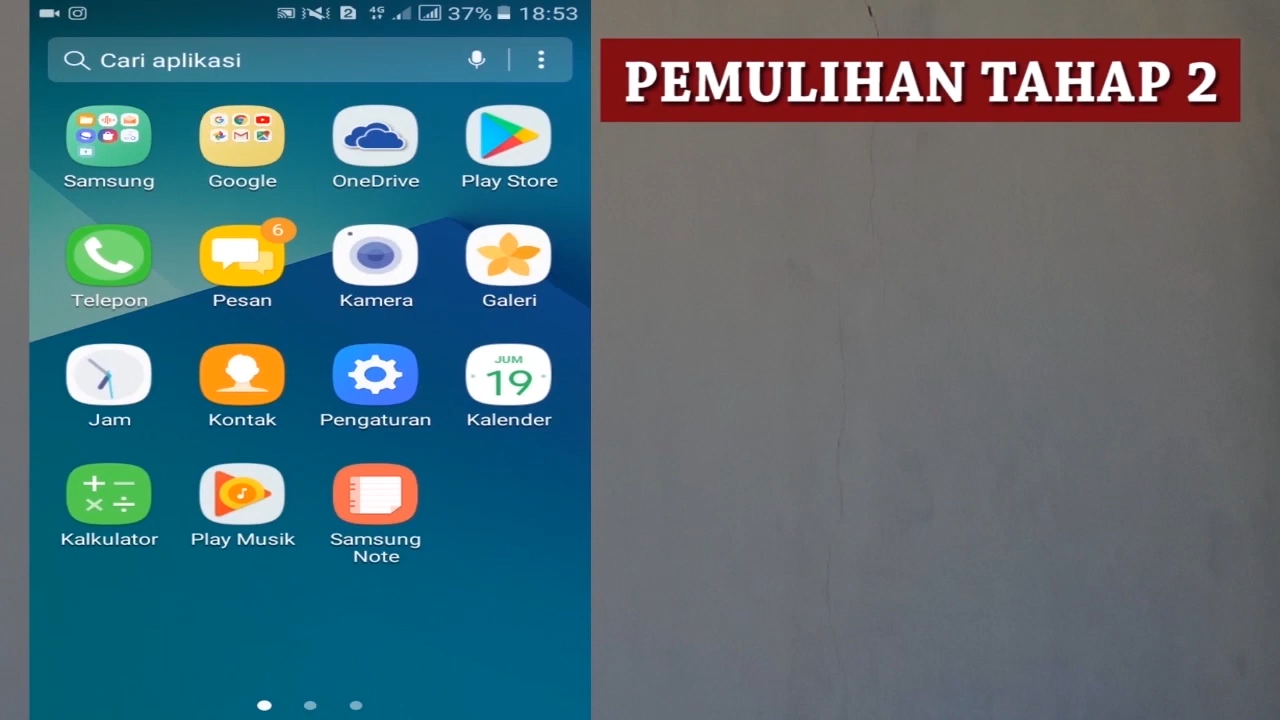 37% 18:53
Cari aplikasi
PEMULIHAN TAHAP 2
Samsung Google OneDrive Play Store
6
Telepon Pesan Kamera Galeri
JUM
19
Jam Kontak Pengaturan Kalender
Kalkulator Play Musik Samsung
Note